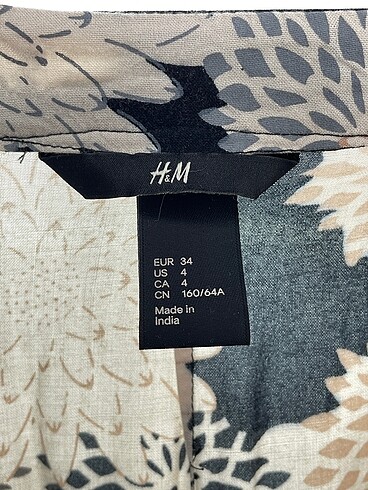 H&M
EUR 34
US 4
CA 4
CN 160/64A
Made in
India